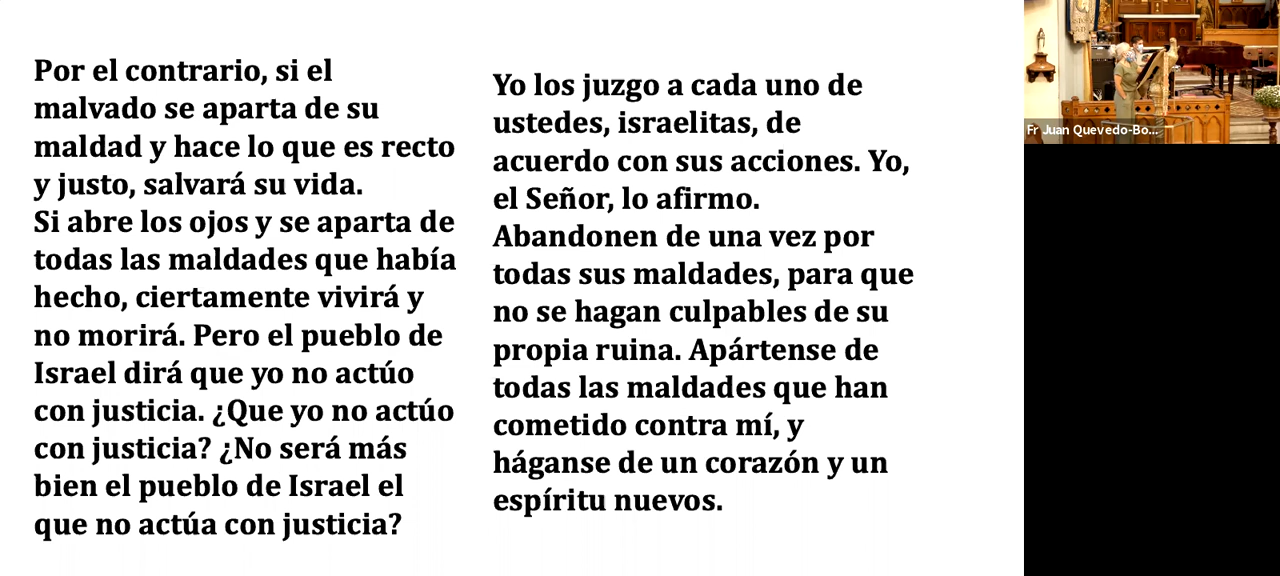 Por el contrario, si el
malvado se aparta de su
maldad y hace lo que es recto
y justo, salvará su vida.
Si abre los ojos y se aparta de
todas las maldades que había
hecho, ciertamente vivirá y
no morirá. Pero el pueblo de
Israel dirá que yo no actúo
con justicia. ¿Que yo no actúo
con justicia? ¿No será más
bien el pueblo de Israel el
que no actúa con justicia?
Yo los juzgo a cada uno de
ustedes, israelitas, de
acuerdo con sus acciones. Yo,
el Señor, lo afirmo.
Abandonen de una vez por
todas sus maldades, para que
no se hagan culpables de su
propia ruina. Apártense de
todas las maldades que han
cometido contra mí, y
háganse de un corazón y un
espíritu nuevos.
Fr Juan Quevedo-Bo...